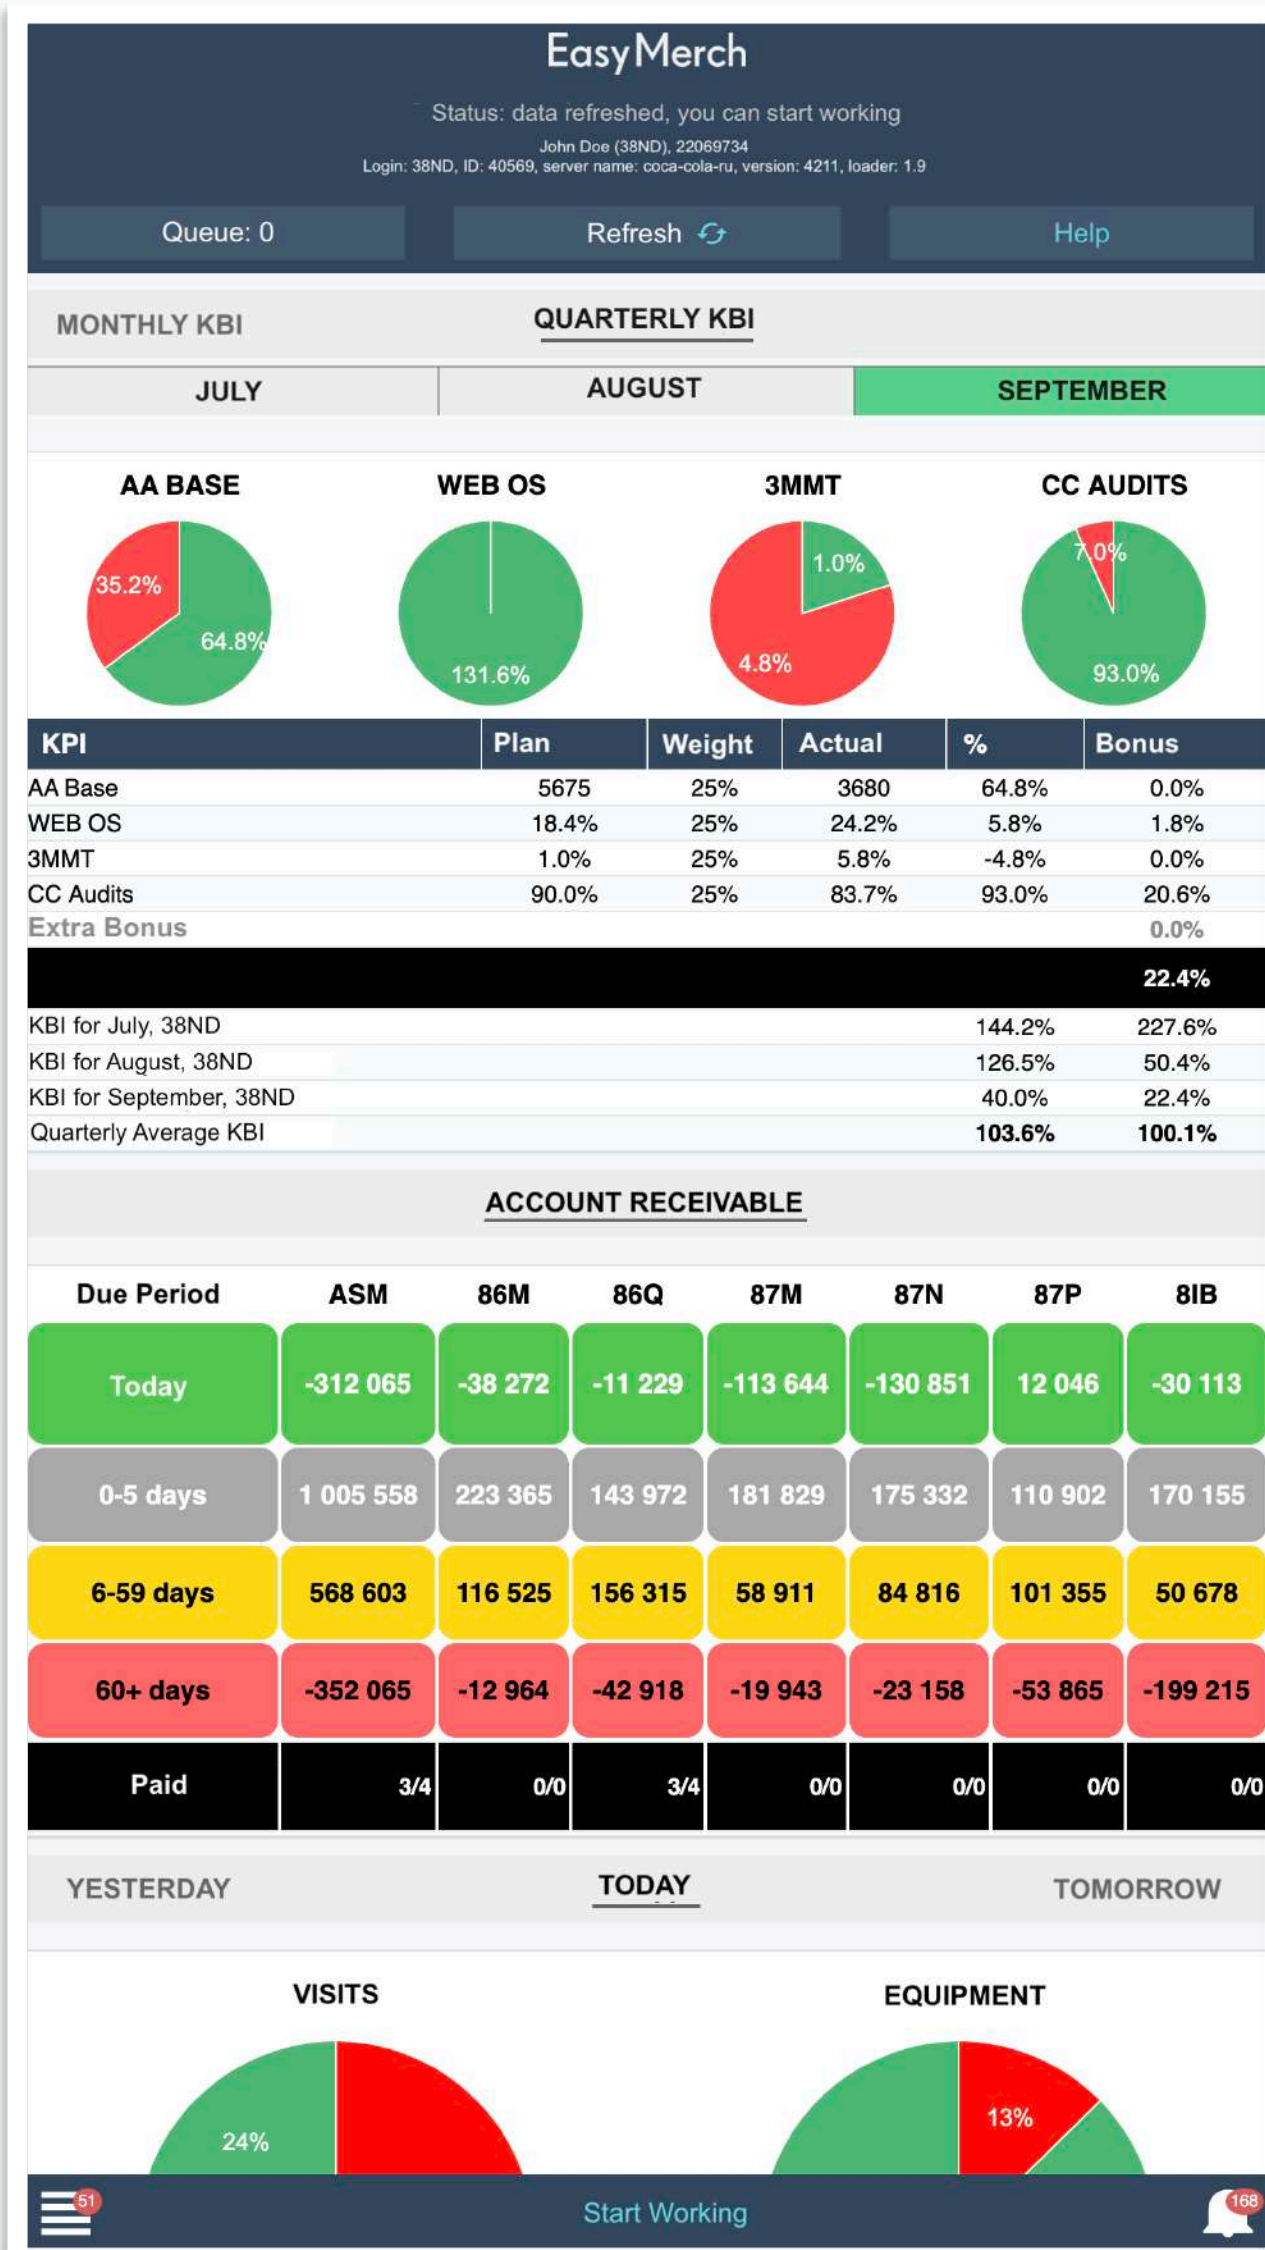 EasyMerch
Status: data refreshed, you can start working
John Doe (38ND), 22069734
Login: 38ND, ID: 40569, server name: coca-cola-ru, version: 4211, loader: 1.9
Queue: 0 Refresh Help
MONTHLY KBI QUARTERLY KBI
JULY AUGUST SEPTEMBER
AA BASE WEB OS 3MMT CC AUDITS
35.2% 64.8% 131.6% 1.0% 4.8% 7.0% 93.0%
KPI Plan Weight Actual % Bonus
AA Base 5675 25% 3680 64.8% 0.0%
WEB OS 18.4% 25% 24.2% 5.8% 1.8%
3MMT 1.0% 25% 5.8% -4.8% 0.0%
CC Audits 90.0% 25% 83.7% 93.0% 20.6%
Extra Bonus 0.0%
22.4%
KBI for July, 38ND 144.2% 227.6%
KBI for August, 38ND 126.5% 50.4%
KBI for September, 38ND 40.0% 22.4%
Quarterly Average KBI 103.6% 100.1%
ACCOUNT RECEIVABLE
Due Period ASM 86M 86Q 87M 87N 87P 8IB
Today -312 065 -38 272 -11 229 -113 644 -130 851 12 046 -30 113
0-5 days 1 005 558 223 365 143 972 181 829 175 332 110 902 170 155
6-59 days 568 603 116 525 156 315 58 911 84 816 101 355 50 678
60+ days -352 065 -12 964 -42 918 -19 943 -23 158 -53 865 -199 215
Paid 3/4 0/0 3/4 0/0 0/0 0/0 0/0
YESTERDAY TODAY TOMORROW
VISITS EQUIPMENT
24% 13%
51 Start Working 168